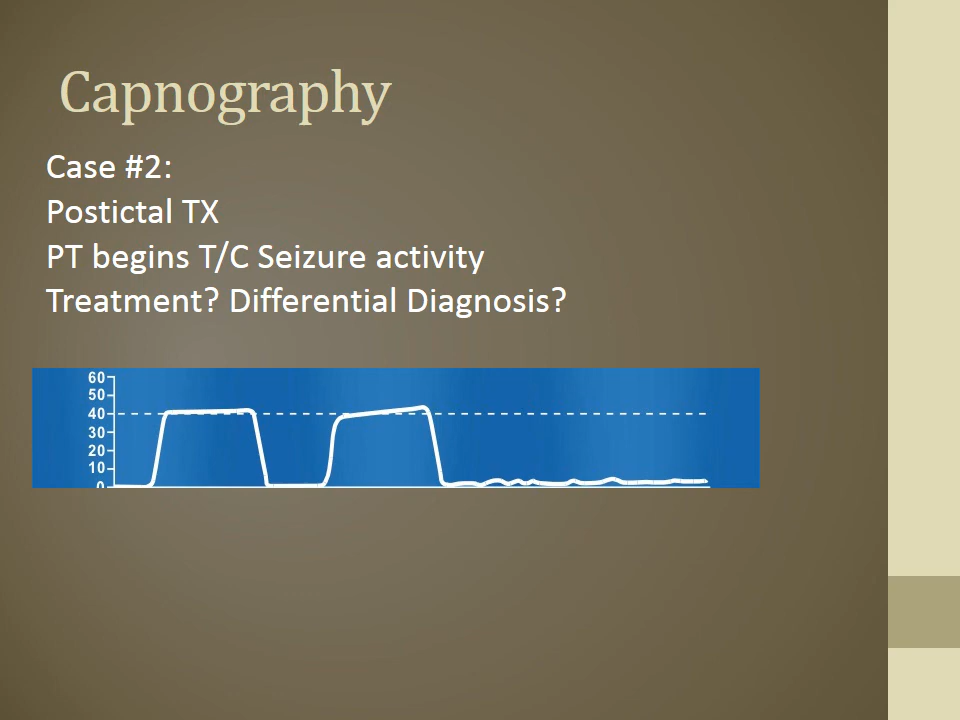 Capnography
Case #2:
Postictal TX
PT begins T/C Seizure activity
Treatment? Differential Diagnosis?
60
50
40
30
20
10
0